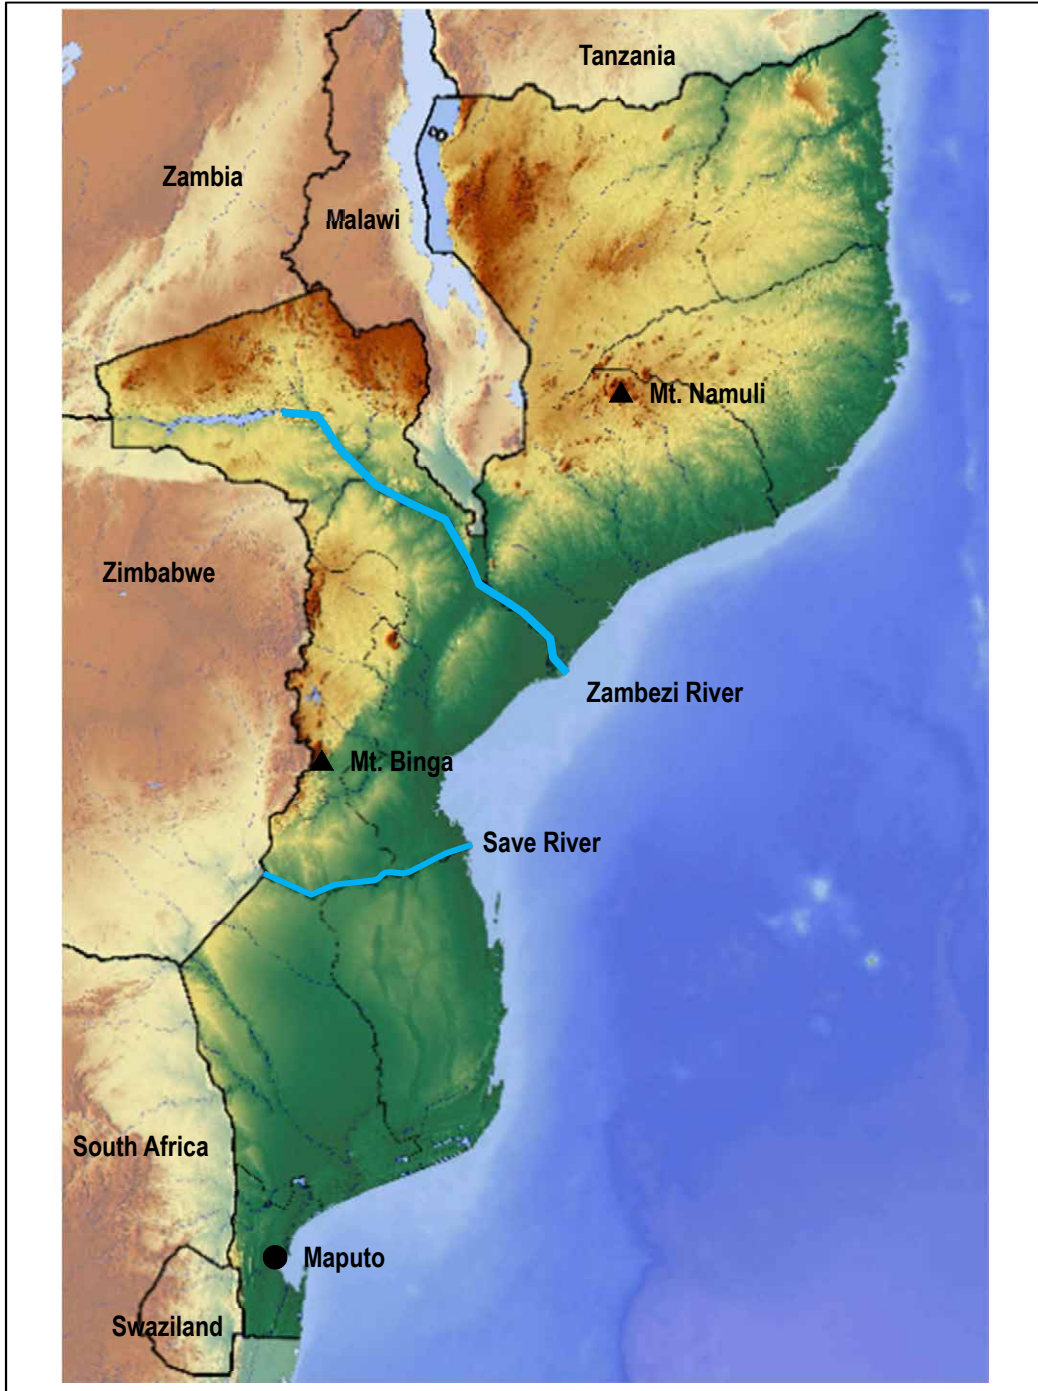 Tanzania
Zambia
Malawi
Mt. Namuli
Zimbabwe
Zambezi River
Mt. Binga
Save River
South Africa
Maputo
Swaziland